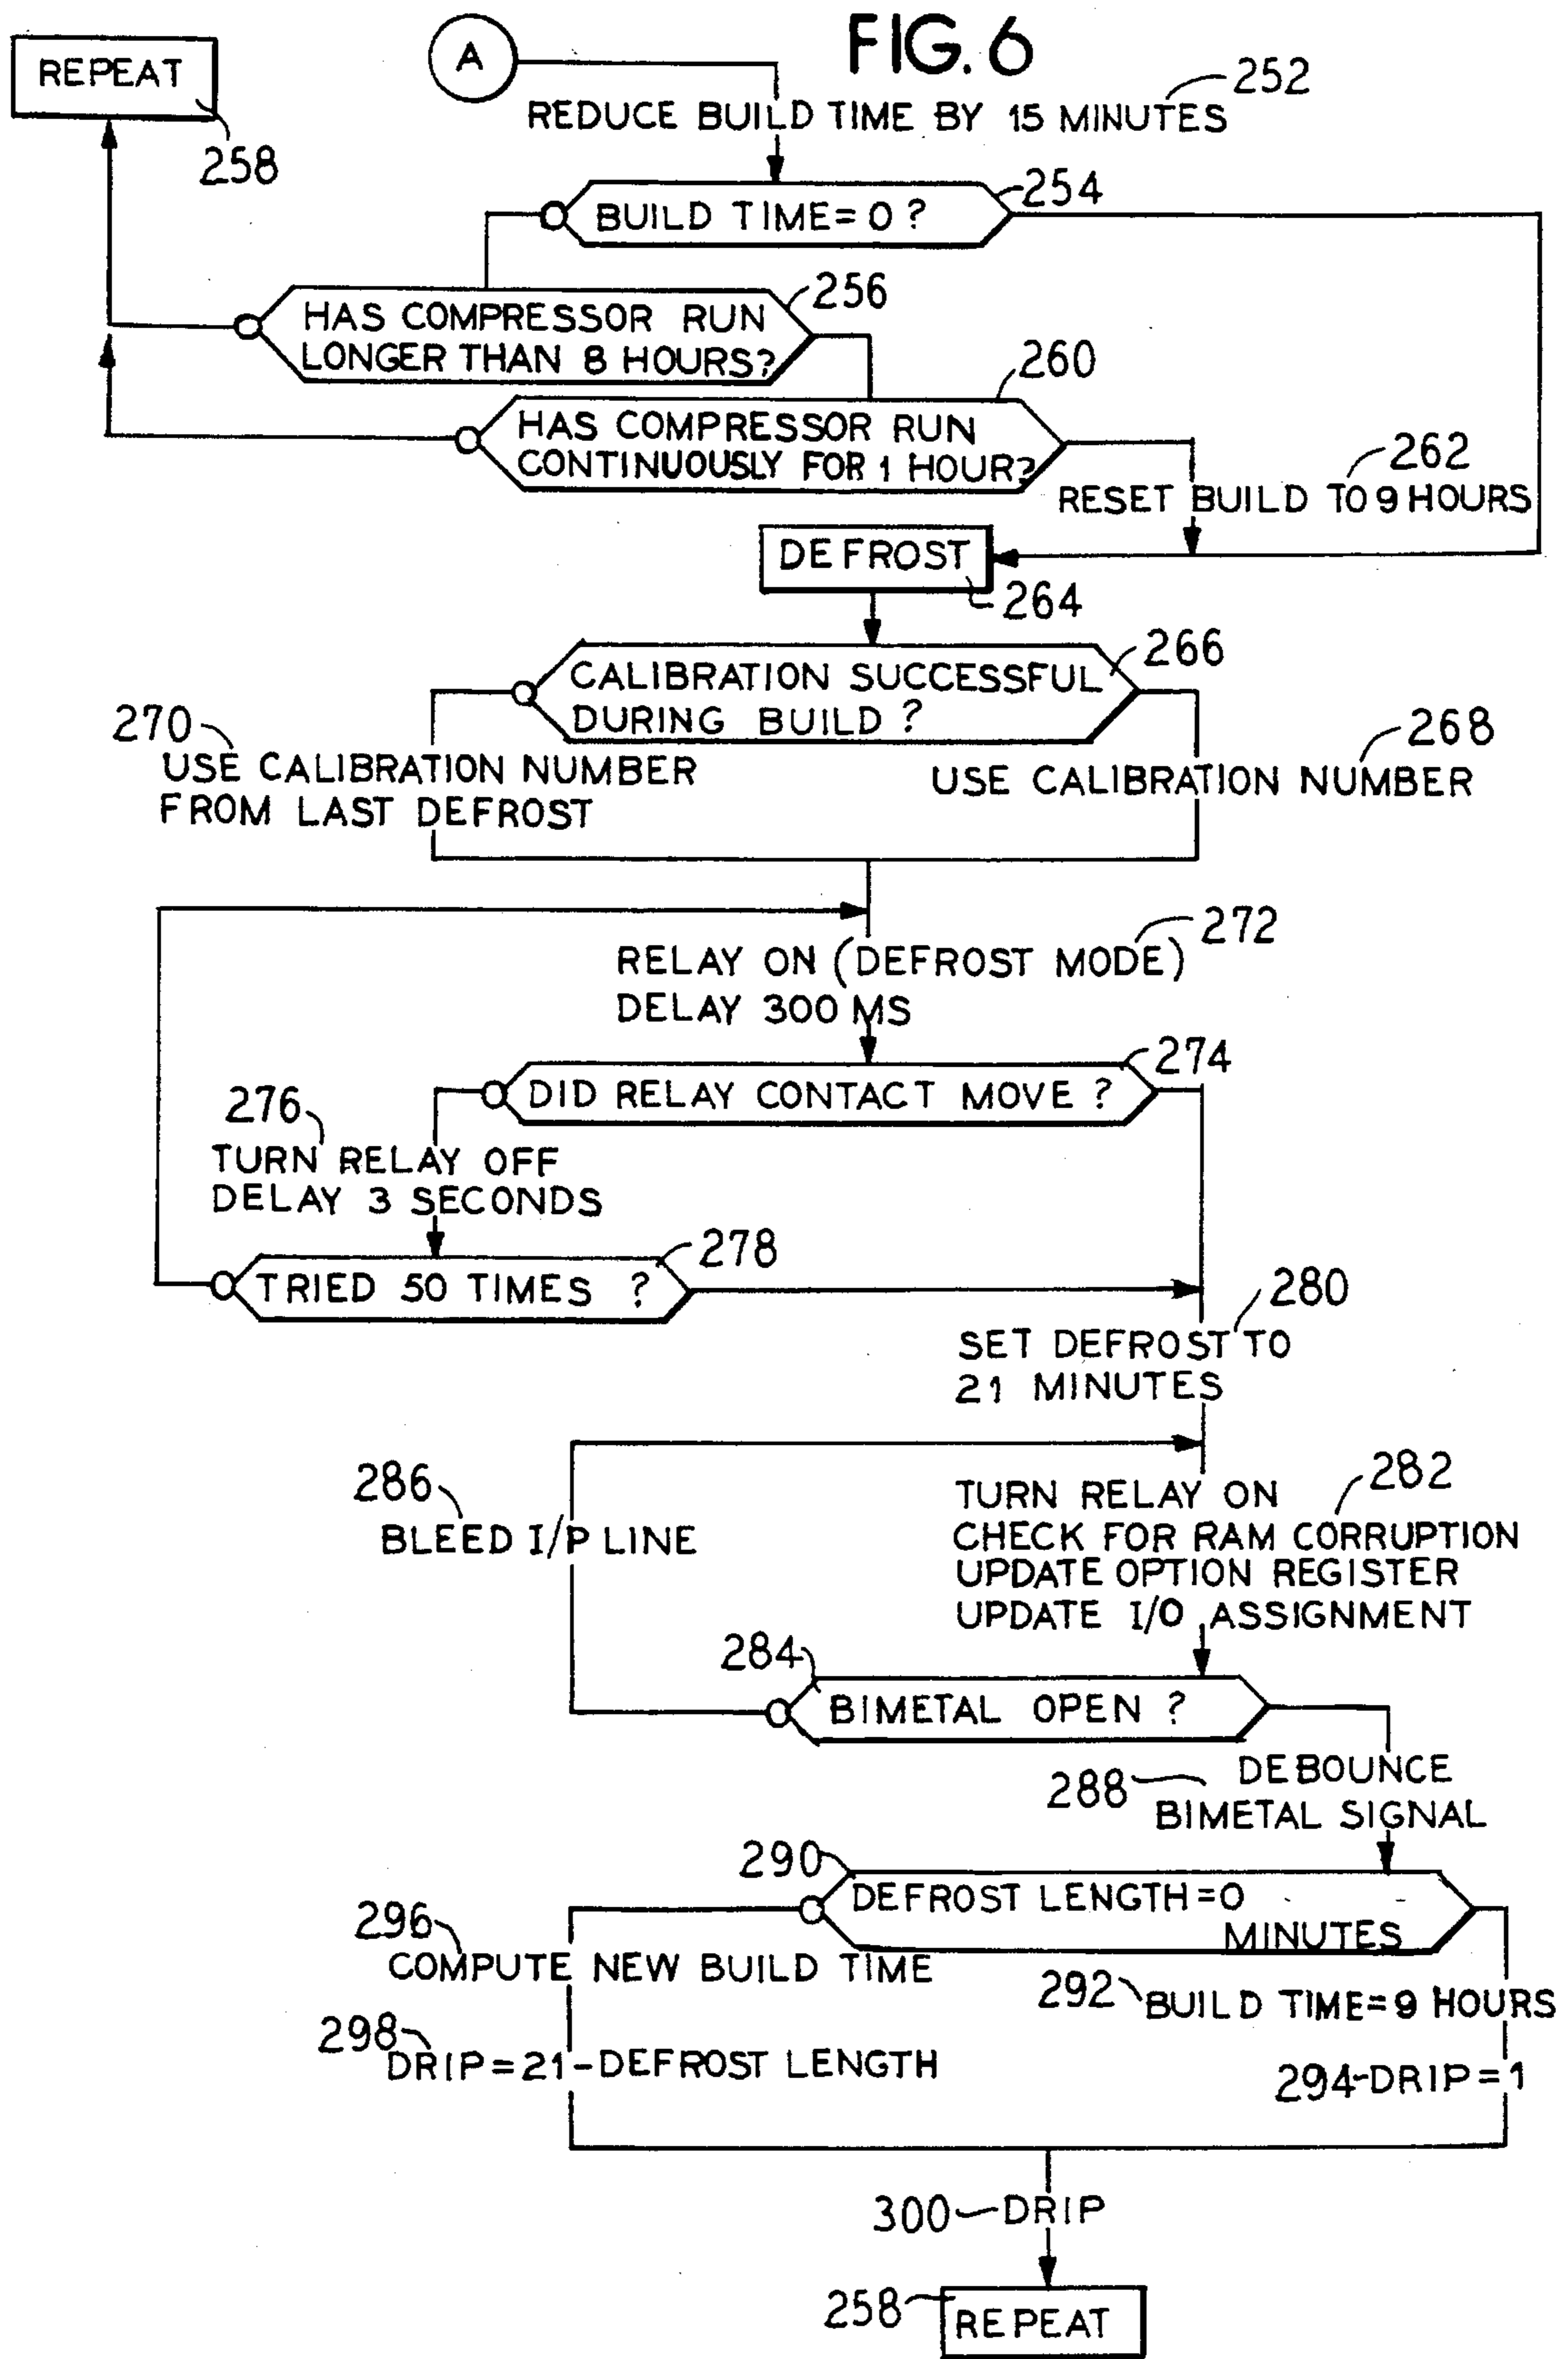 FIG. 6
REPEAT
258
A
252
REDUCE BUILD TIME BY 15 MINUTES
254
BUILD TIME=0 ?
256
HAS COMPRESSOR RUN
LONGER THAN 8 HOURS?
260
HAS COMPRESSOR RUN
CONTINUOUSLY FOR 1 HOUR?
262
RESET BUILD TO 9 HOURS
DEFROST
264
266
CALIBRATION SUCCESSFUL
DURING BUILD ?
270
USE CALIBRATION NUMBER
FROM LAST DEFROST
268
USE CALIBRATION NUMBER
272
RELAY ON (DEFROST MODE)
DELAY 300 MS
274
DID RELAY CONTACT MOVE ?
276
TURN RELAY OFF
DELAY 3 SECONDS
278
TRIED 50 TIMES ?
280
SET DEFROST TO
21 MINUTES
286
BLEED I/P LINE
282
TURN RELAY ON
CHECK FOR RAM CORRUPTION
UPDATE OPTION REGISTER
UPDATE I/O ASSIGNMENT
284
BIMETAL OPEN ?
288
DEBOUNCE
BIMETAL SIGNAL
290
DEFROST LENGTH=0
MINUTES
296
COMPUTE NEW BUILD TIME
292
BUILD TIME=9 HOURS
298
DRIP=21-DEFROST LENGTH
294-DRIP=1
300 DRIP
258
REPEAT